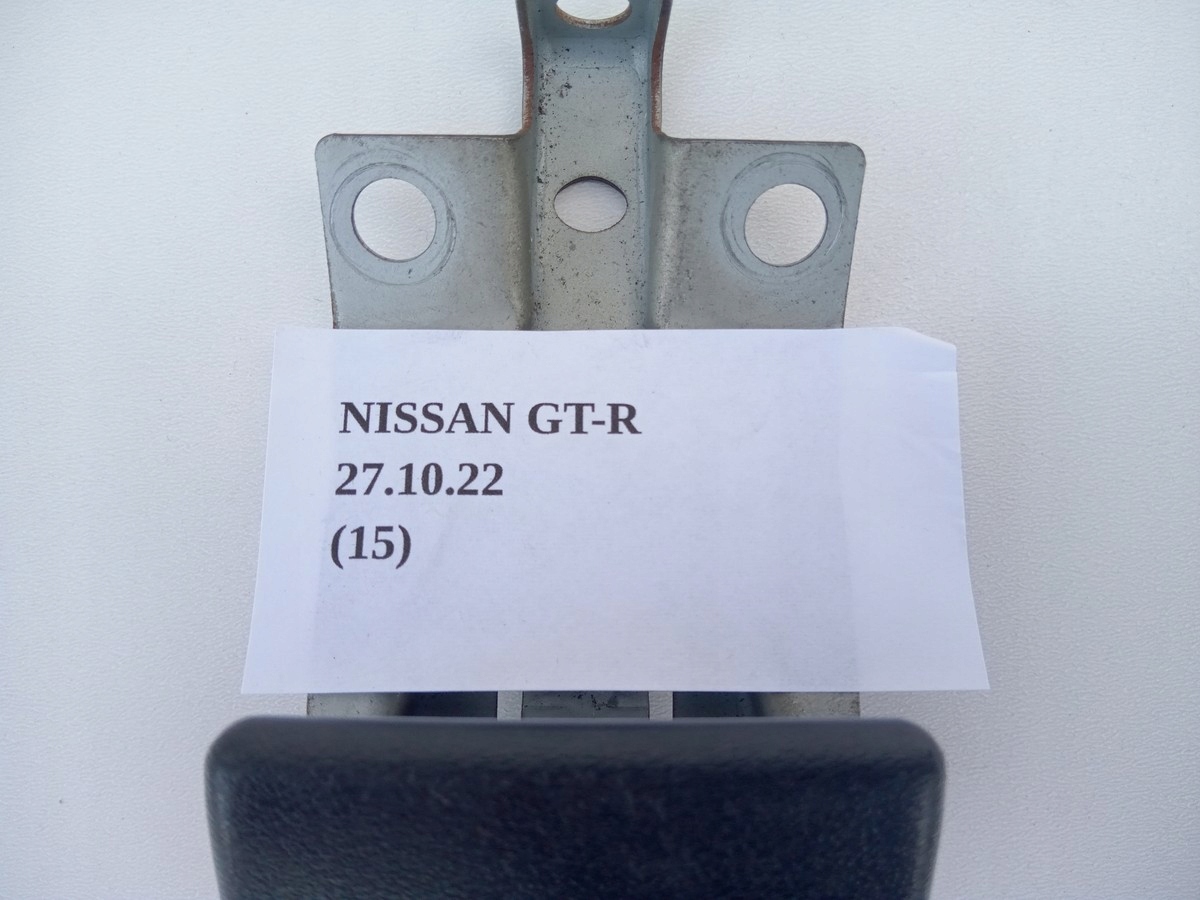 NISSAN GT-R
27.10.22
(15)